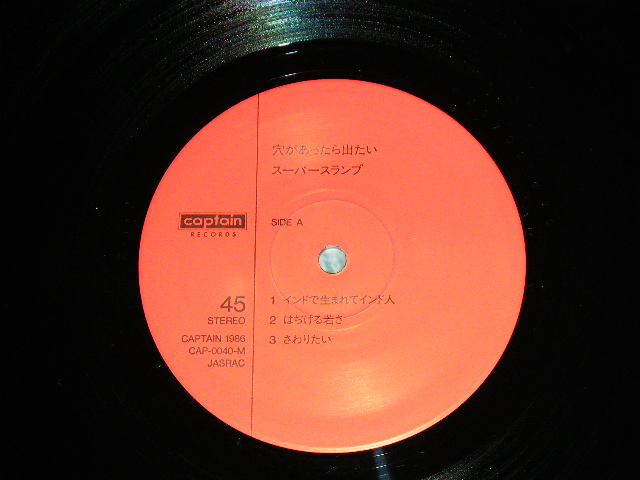 穴があったら出たい
スーパースランプ
captain
RECORDS
SIDE A
45
STEREO
1 インドで生まれてインド人
2 はぢける若さ
3 さわりたい
CAPTAIN 1986
CAP-0040-M
JASRAC